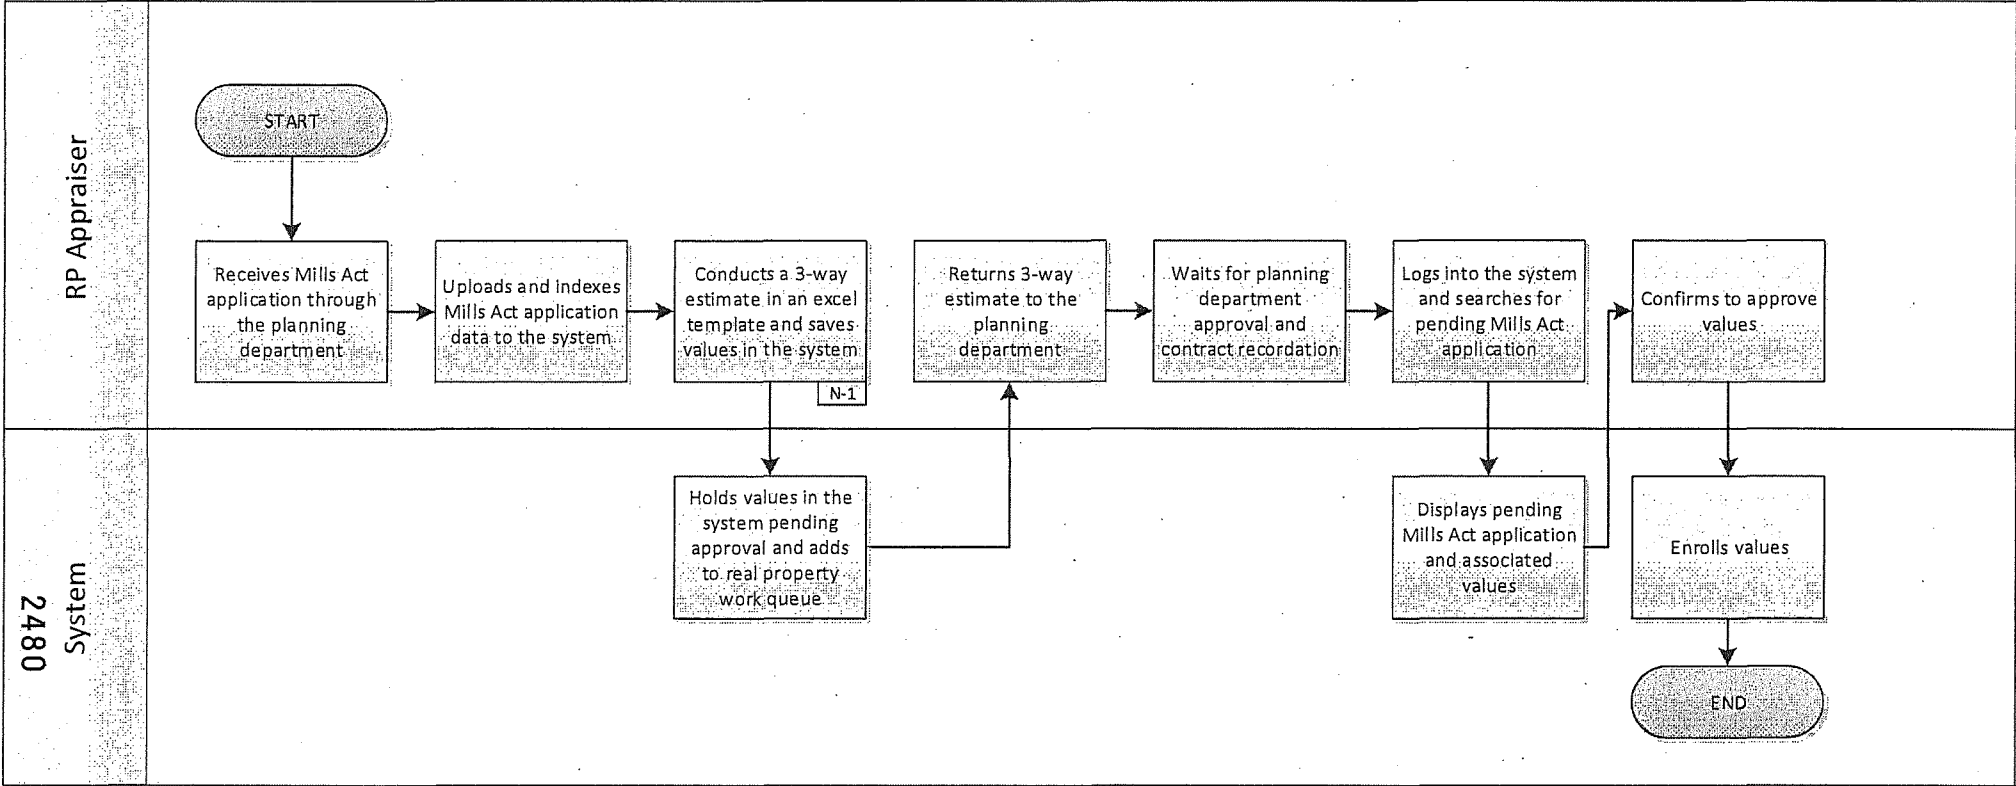 RP Appraiser
START
Receives Mills Act
application through
the planning
department
Uploads and indexes
Mills Act application
data to the system
Conducts a 3-way
estimate in an excel
template and saves
values in the system
N-1
Returns 3-way
estimate to the
planning
department
Waits for planning
department
approval and
contract recordation
Logs into the system
and searches for
pending Mills Act
application
Confirms to approve
values
System
2480
Holds values in the
system pending
approval and adds
to real property
work queue
Displays pending
Mills Act application
and associated
values
Enrolls values
END